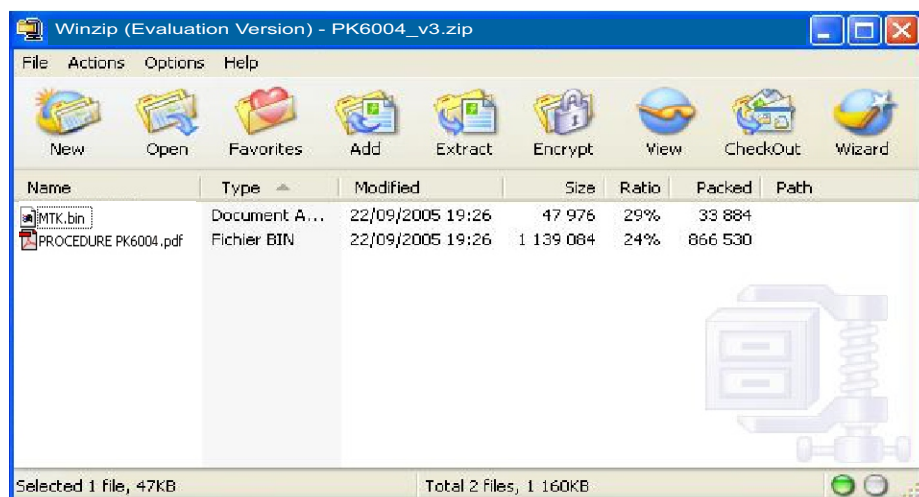 Winzip (Evaluation Version) - PK6004_v3.zip
File Actions Options Help
New Open Favorites Add Extract Encrypt View CheckOut Wizard
Name Type Modified Size Ratio Packed Path
MTK.bin Document A... 22/09/2005 19:26 47 976 29% 33 884
PROCEDURE PK6004.pdf Fichier BIN 22/09/2005 19:26 1 139 084 24% 866 530
Selected 1 file, 47KB Total 2 files, 1 160KB